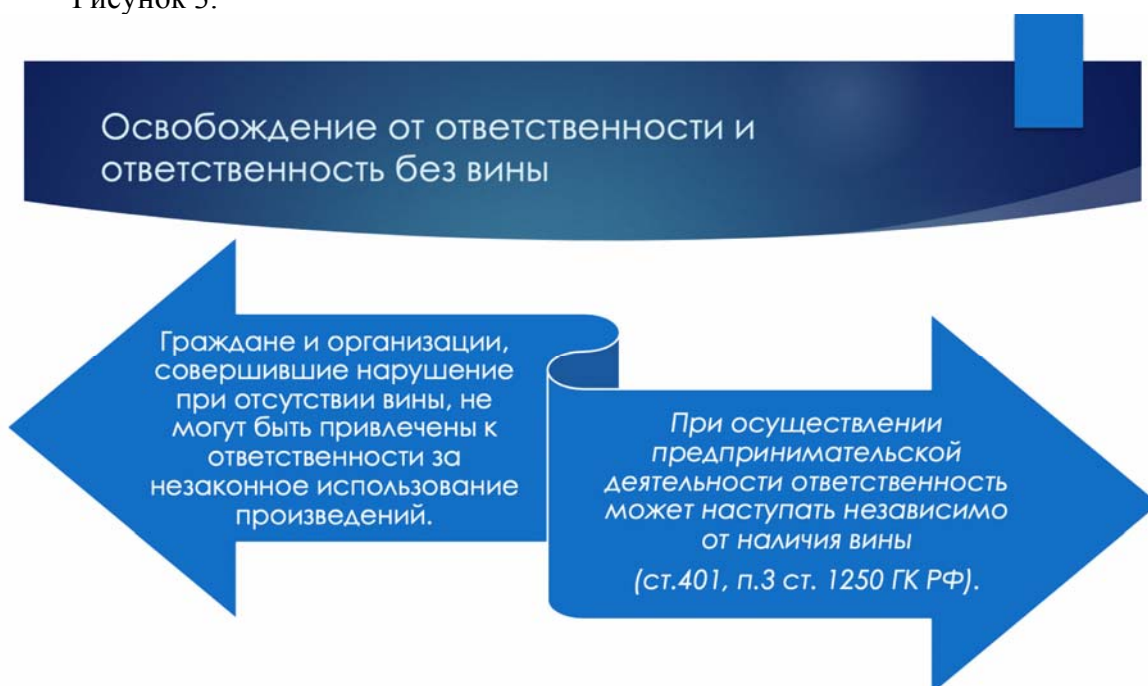 Рисунок 3.
Освобождение от ответственности и
ответственность без вины
Граждане и организации,
совершившие нарушение
при отсутствии вины, не
могут быть привлечены к
ответственности за
незаконное использование
произведений.
При осуществлении
предпринимательской
деятельности ответственность
может наступать независимо
от наличия вины
(ст.401, п.3 ст. 1250 ГК РФ).